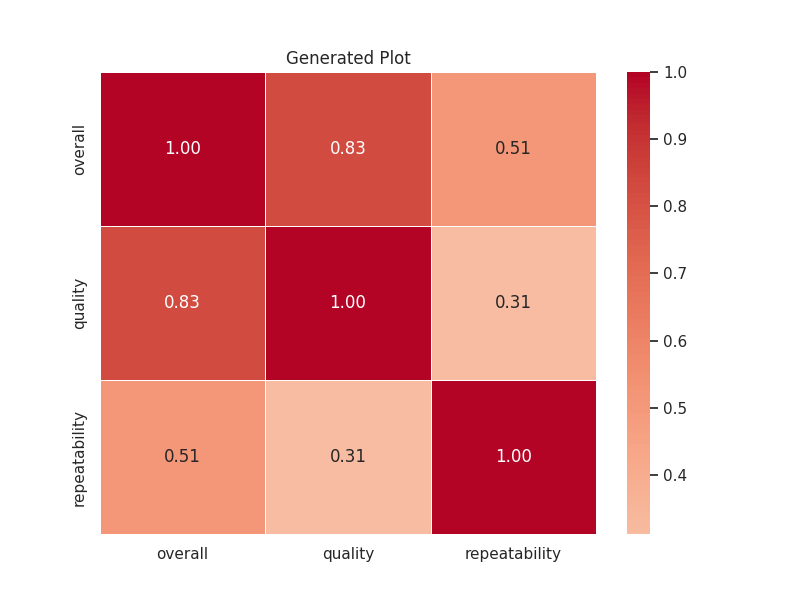 Generated Plot
overall 1.00 0.83 0.51
quality 0.83 1.00 0.31
repeatability 0.51 0.31 1.00
overall quality repeatability
1.0
0.9
0.8
0.7
0.6
0.5
0.4